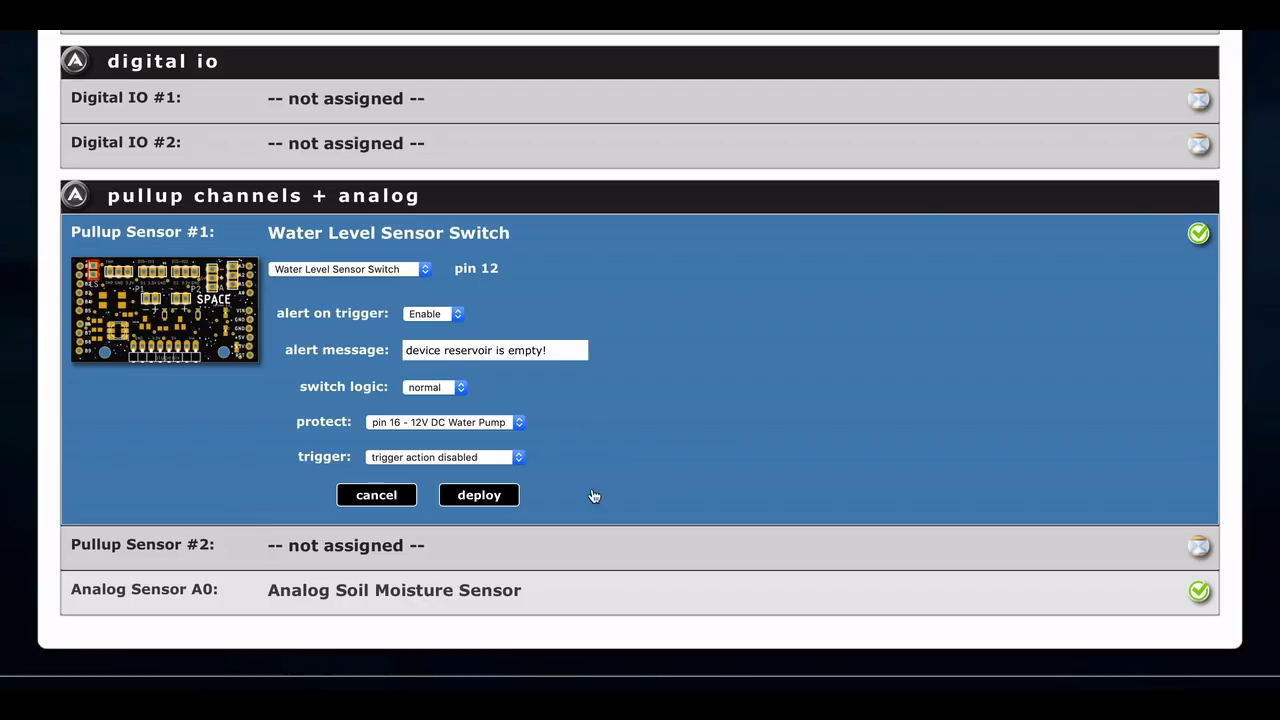 digital io
Digital IO #1: -- not assigned --
Digital IO #2: -- not assigned --
pullup channels + analog
Pullup Sensor #1: Water Level Sensor Switch
Water Level Sensor Switch pin 12
SPACE
alert on trigger: Enable
alert message: device reservoir is empty!
switch logic: normal
protect: pin 16 - 12V DC Water Pump
trigger: trigger action disabled
cancel deploy
Pullup Sensor #2: -- not assigned --
Analog Sensor A0: Analog Soil Moisture Sensor